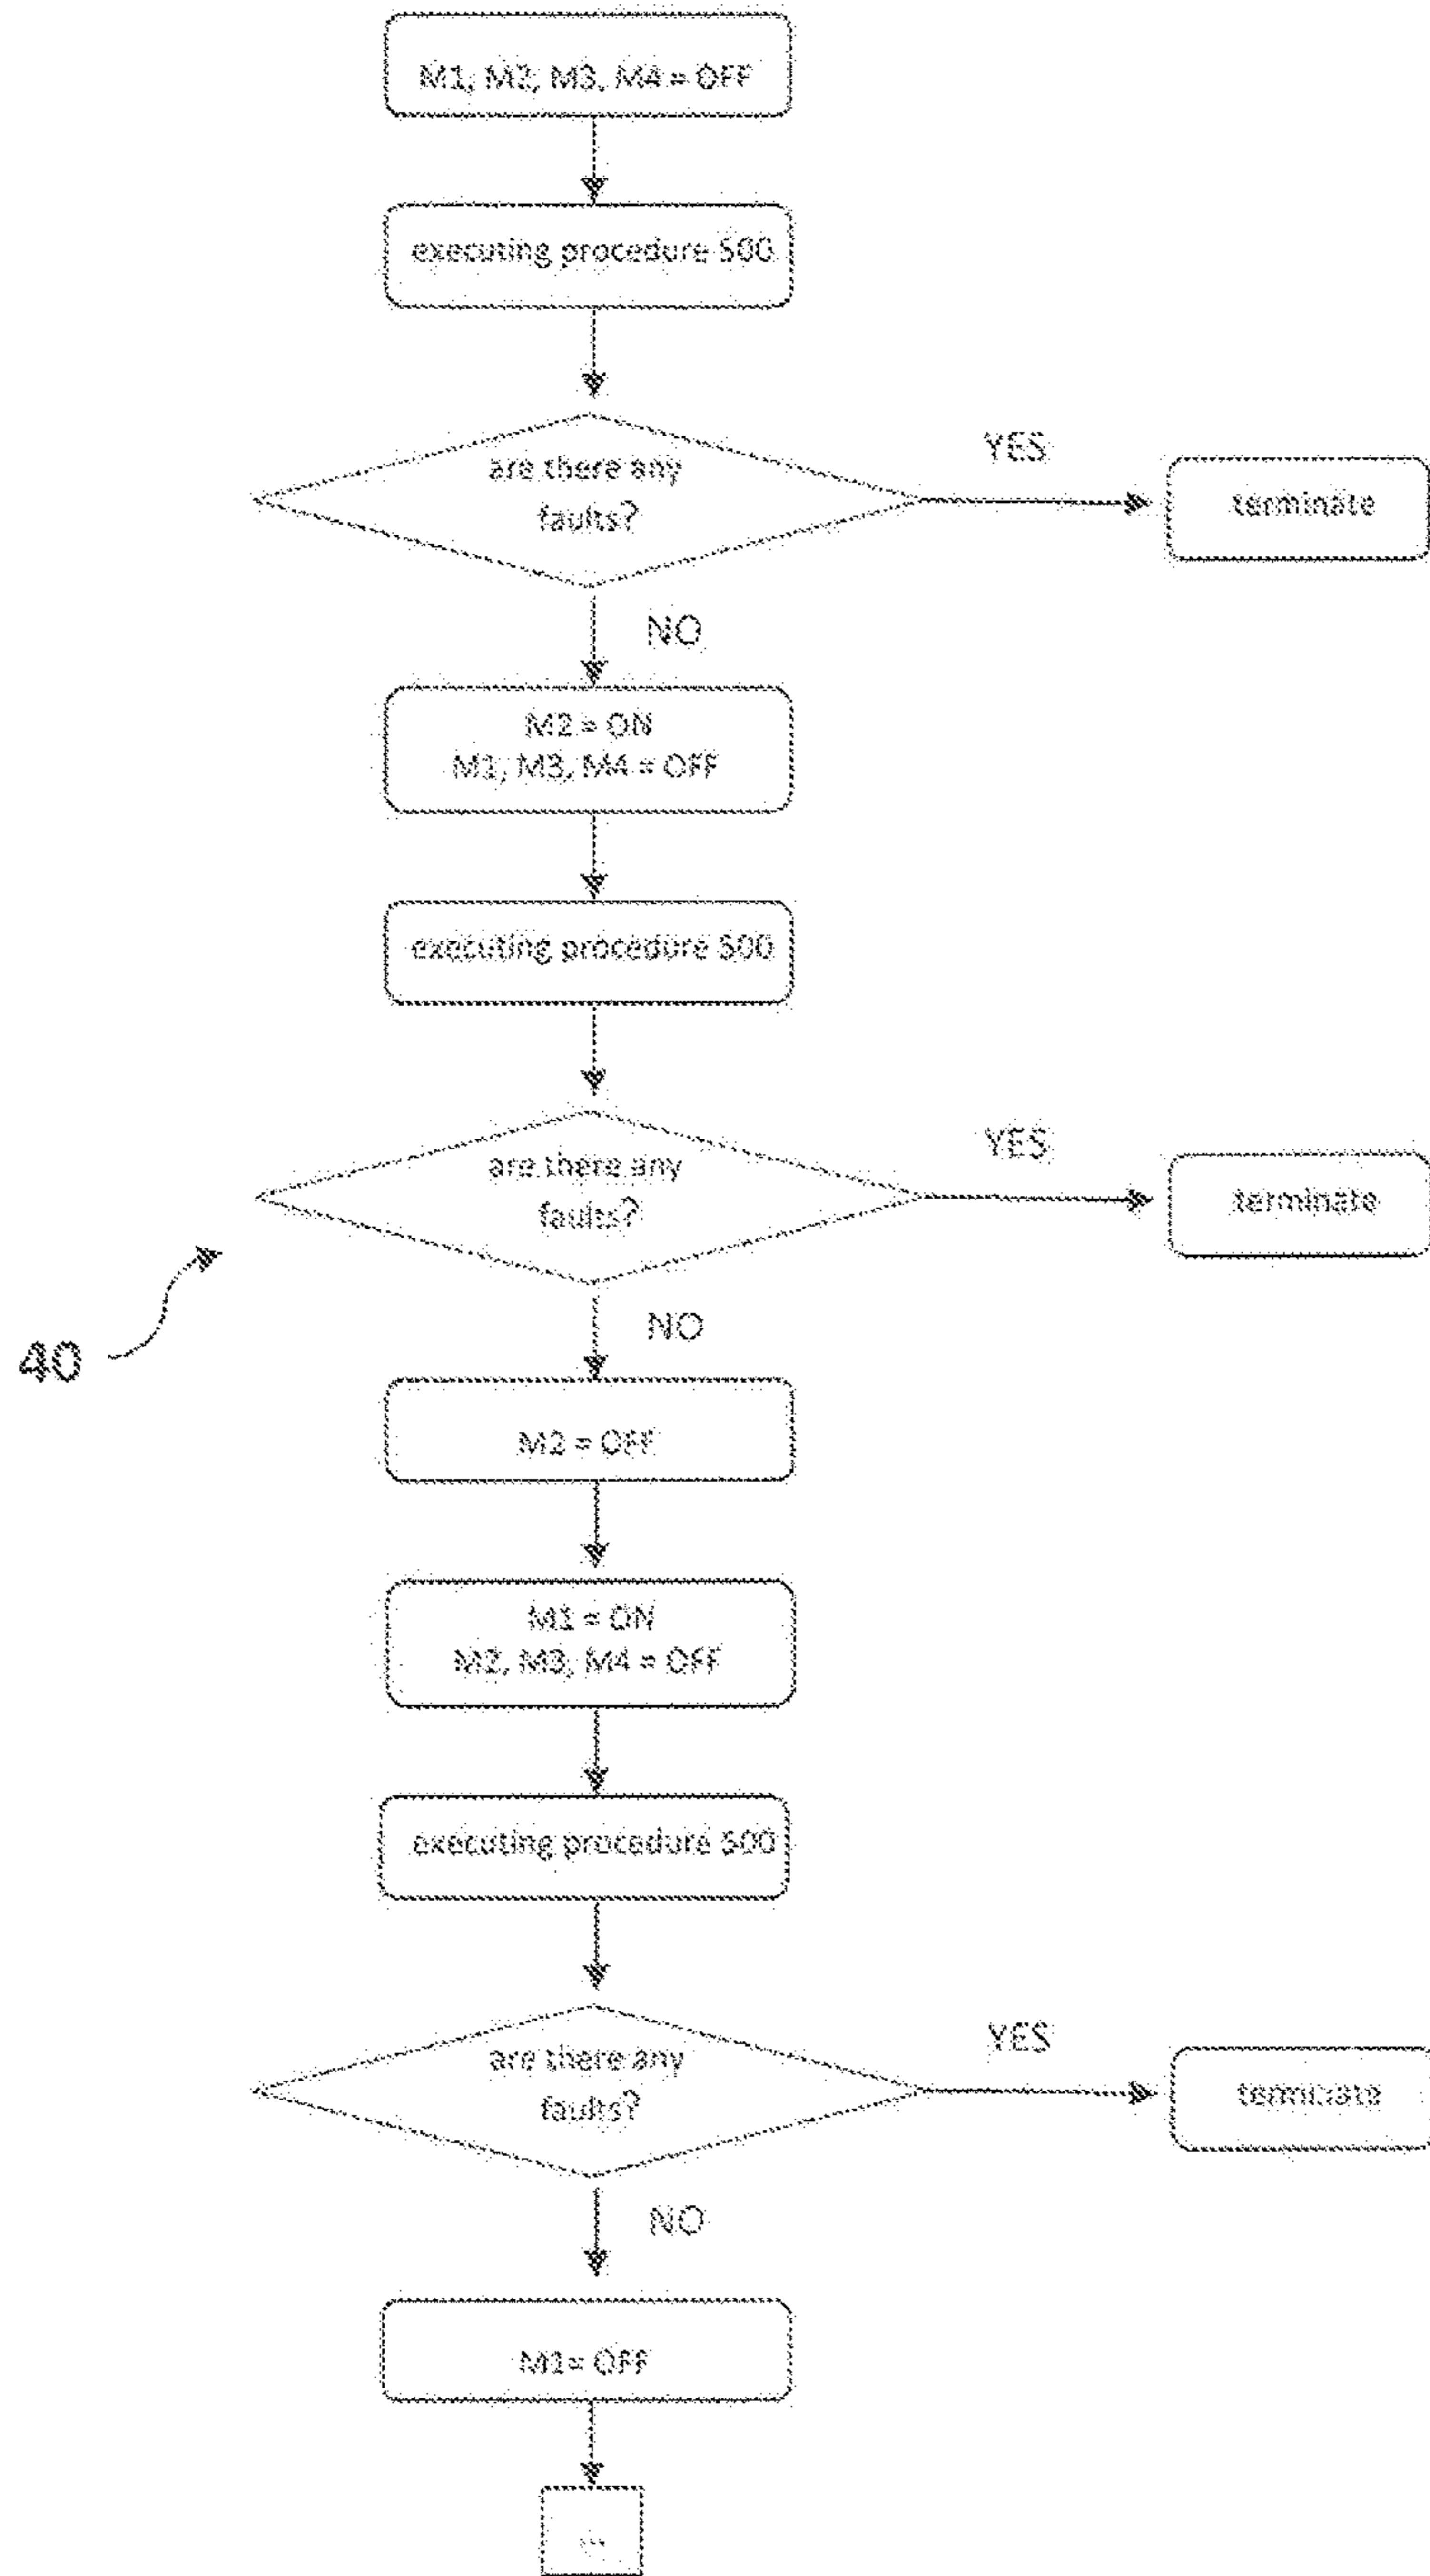 M1, M2, M3, M4 = OFF
executing procedure 500
are there any
faults?
YES
terminate
NO
M2 = ON
M1, M3, M4 = OFF
executing procedure 500
are there any
faults?
YES
terminate
40
NO
M2 = OFF
M1 = ON
M2, M3, M4 = OFF
executing procedure 500
are there any
faults?
YES
terminate
NO
M1= OFF
...